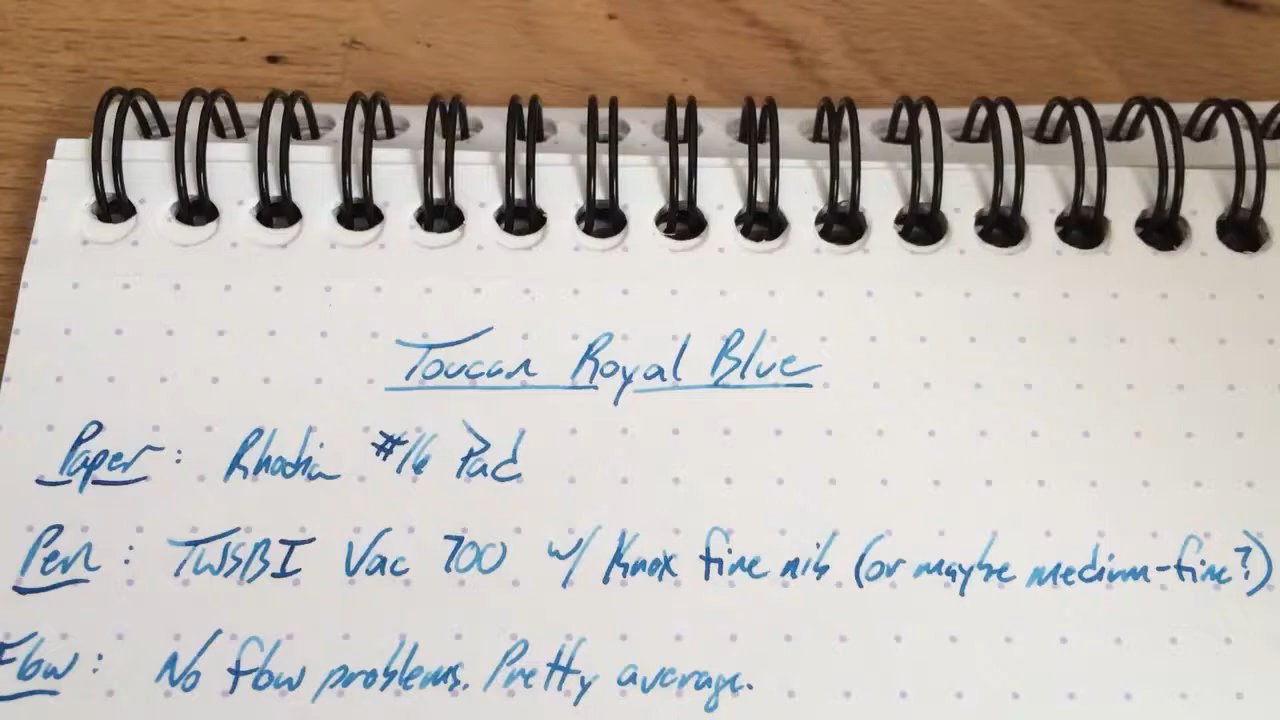 Toucan Royal Blue
Paper: Rhodia #16 Pad
Pen: TWSBI Vac 700 w/ Knox fine nib (or maybe medium-fine?)
Flow: No flow problems. Pretty average.